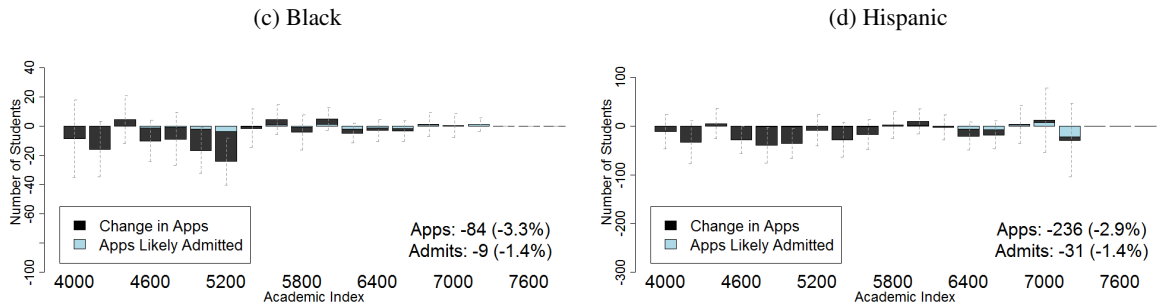 (c) Black
Number of Students
40
20
0
-20
-40
-60
-100
Change in Apps
Apps Likely Admitted
Apps: -84 (-3.3%)
Admits: -9 (-1.4%)
4000 4600 5200 5800 6400 7000 7600
Academic Index
(d) Hispanic
Number of Students
100
0
-100
-200
-300
Change in Apps
Apps Likely Admitted
Apps: -236 (-2.9%)
Admits: -31 (-1.4%)
4000 4600 5200 5800 6400 7000 7600
Academic Index